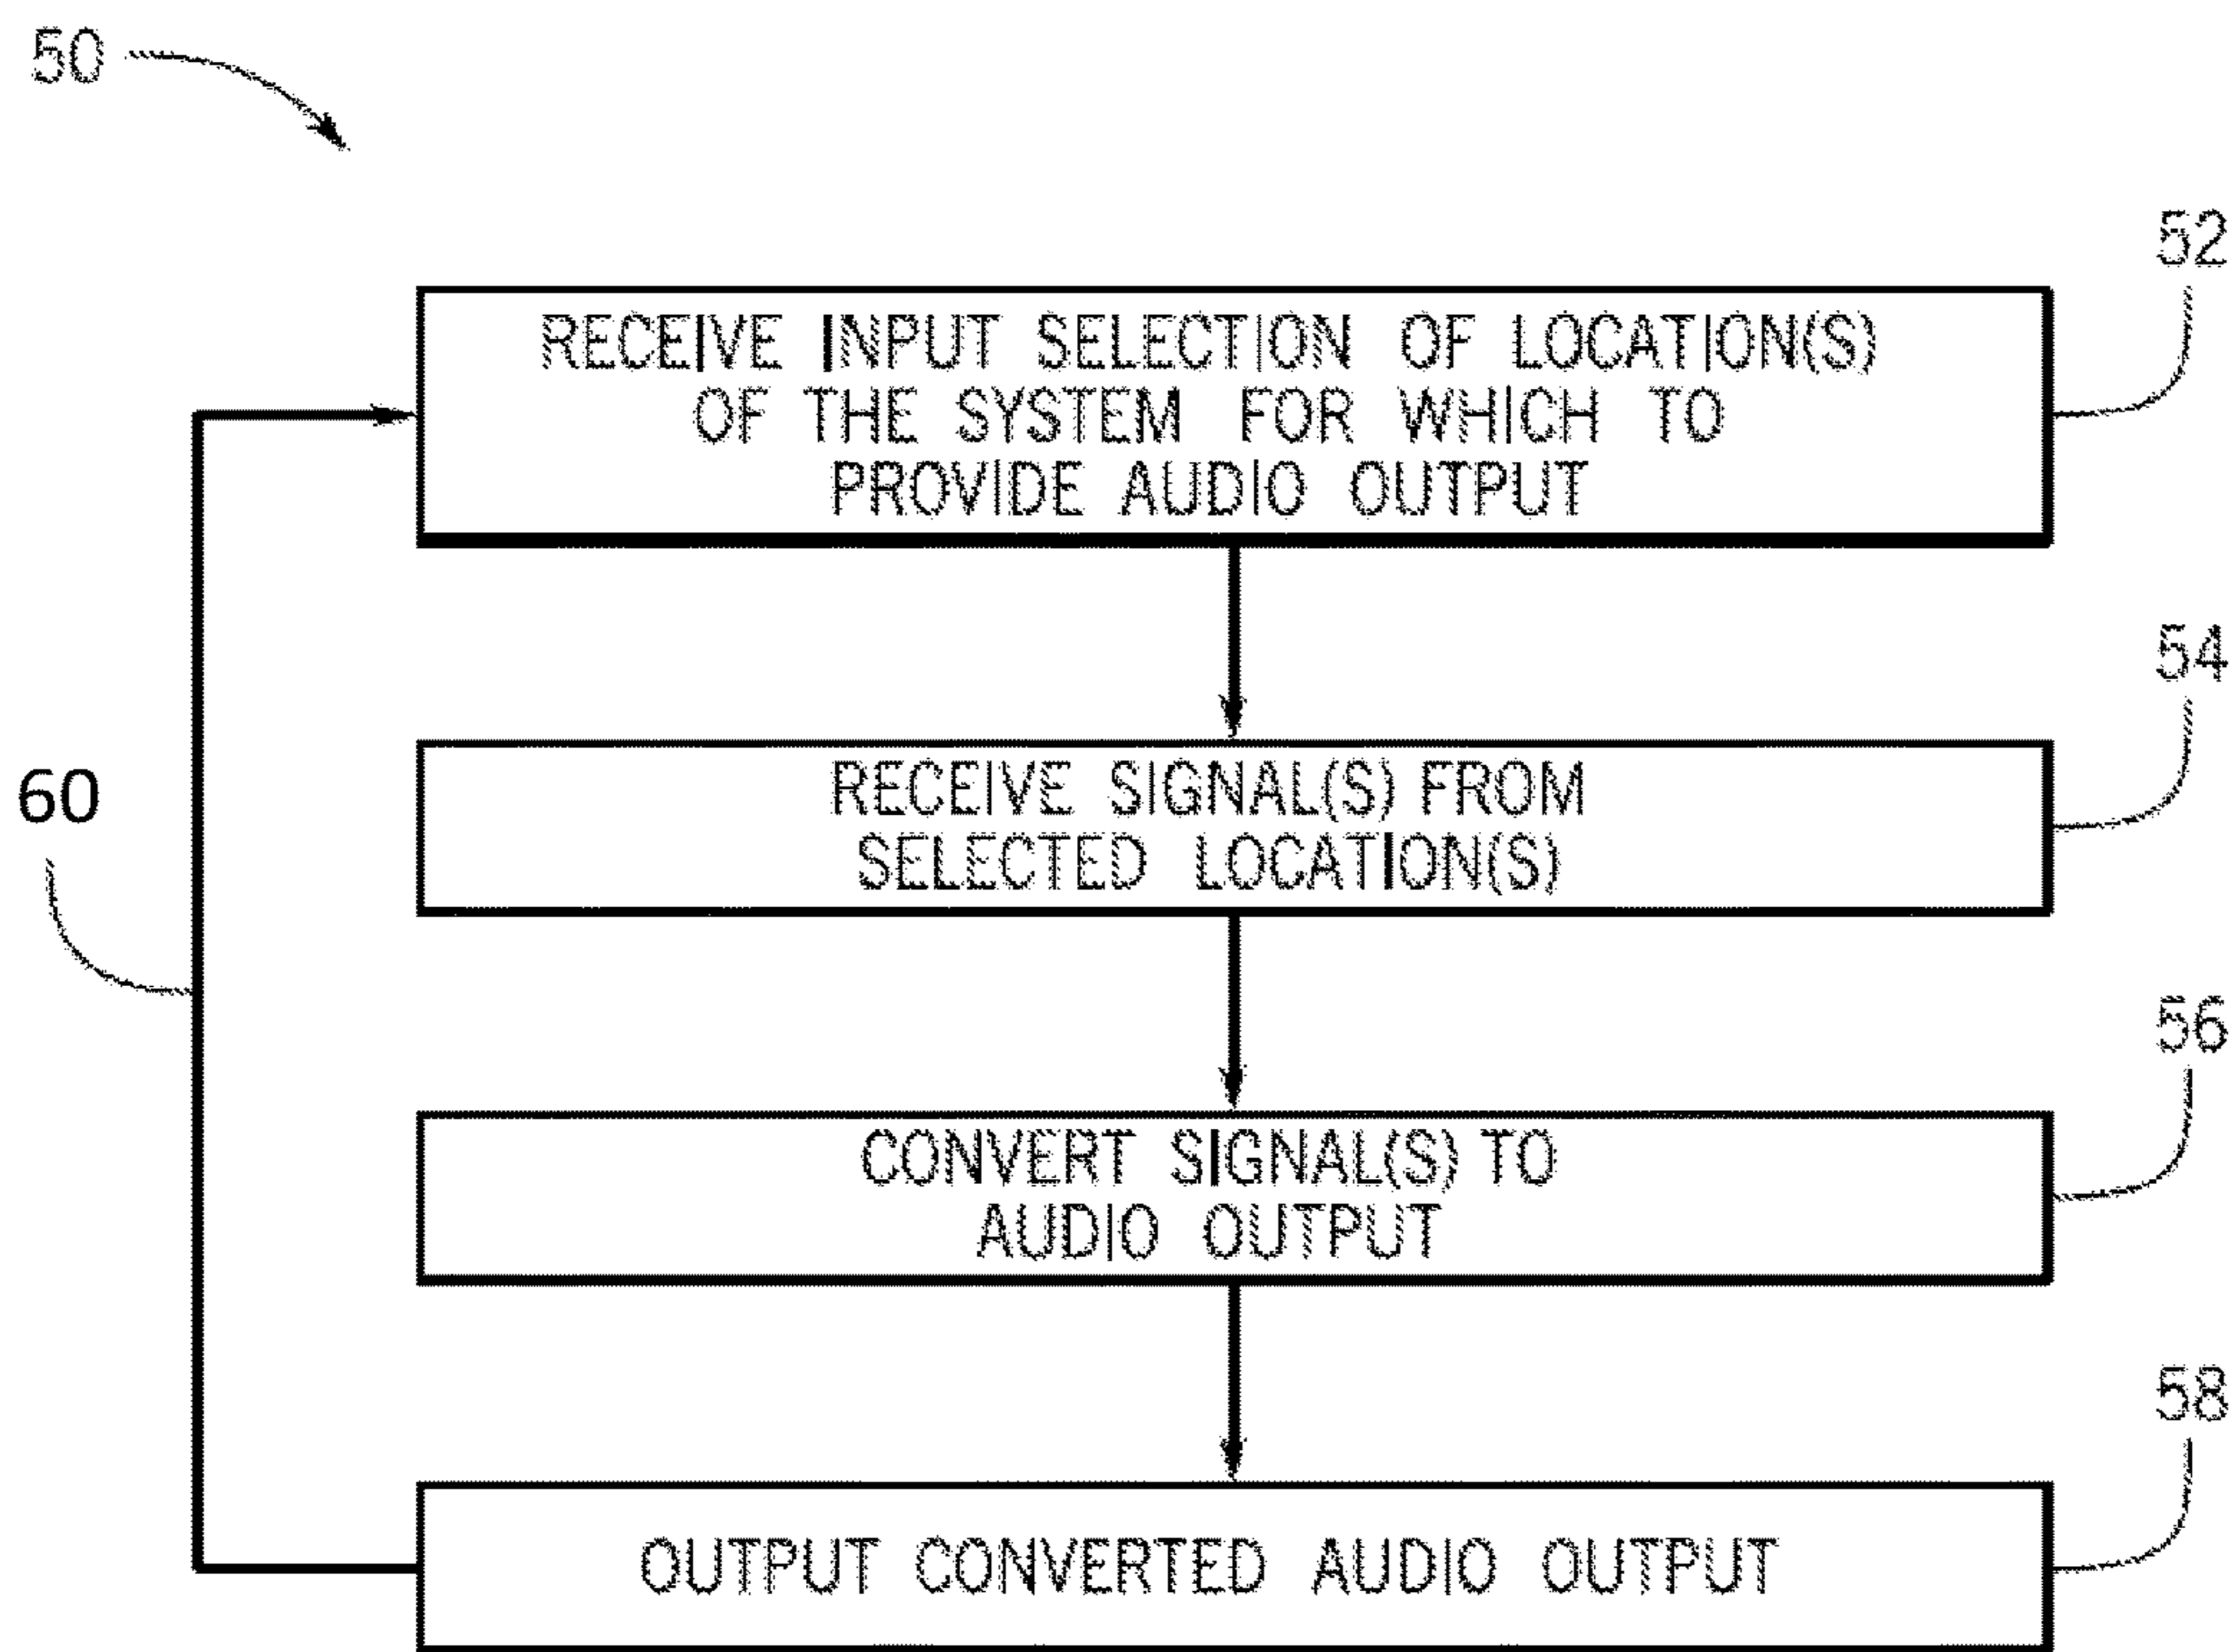 50
52
RECEIVE INPUT SELECTION OF LOCATION(S)
OF THE SYSTEM FOR WHICH TO
PROVIDE AUDIO OUTPUT
54
RECEIVE SIGNAL(S) FROM
SELECTED LOCATION(S)
60
56
CONVERT SIGNAL(S) TO
AUDIO OUTPUT
58
OUTPUT CONVERTED AUDIO OUTPUT